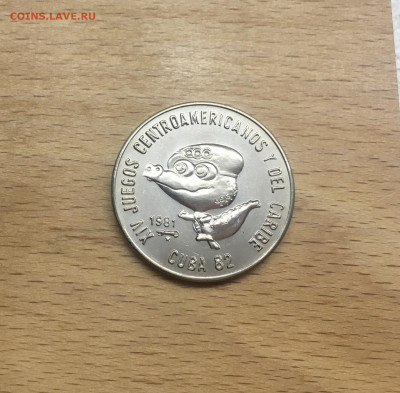 COINS.LAVE.RU
XIV JUEGOS CENTROAMERICANOS Y DEL CARIBE
1981
CUBA 82